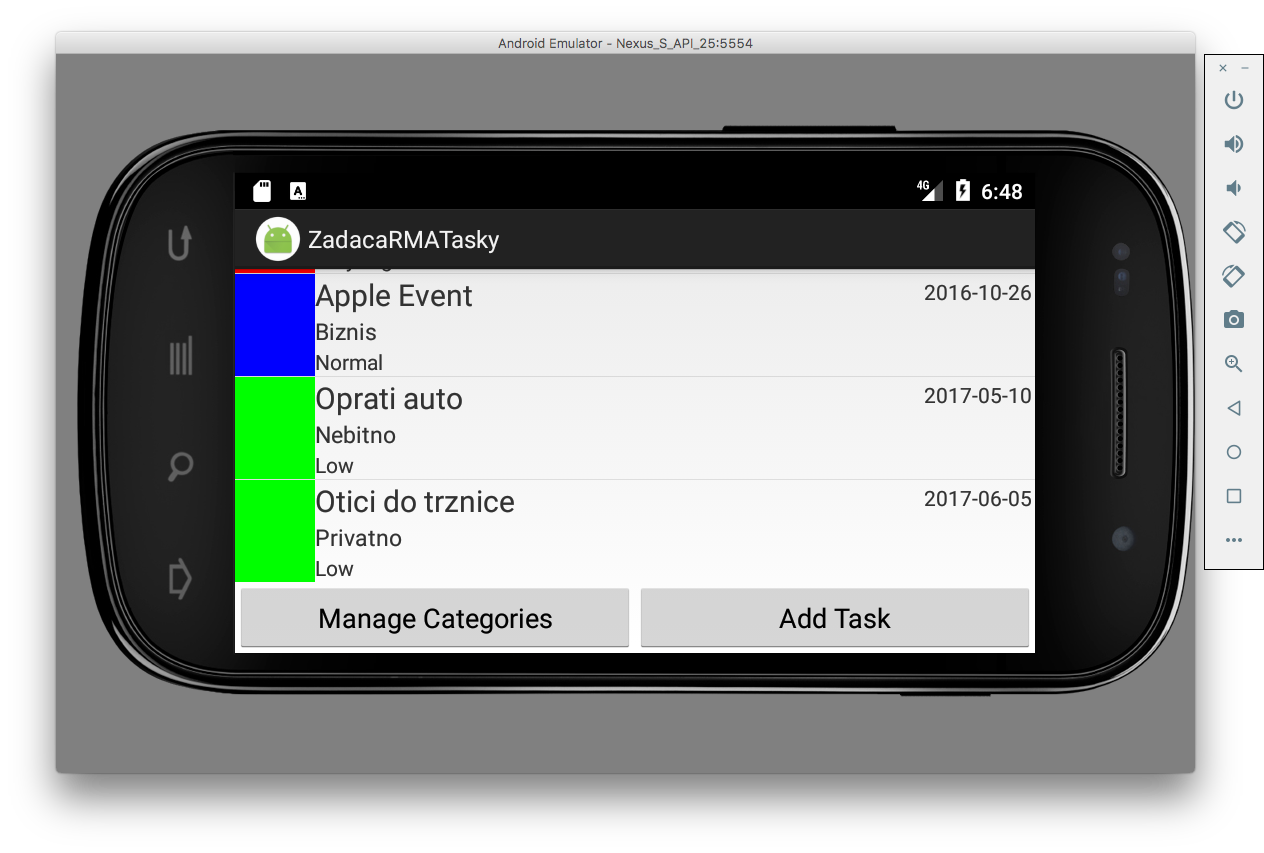 Android Emulator - Nexus_S_API_25:5554
4G 6:48
ZadacaRMATasky
Apple Event 2016-10-26
Biznis
Normal
Oprati auto 2017-05-10
Nebitno
Low
Otici do trznice 2017-06-05
Privatno
Low
Manage Categories Add Task